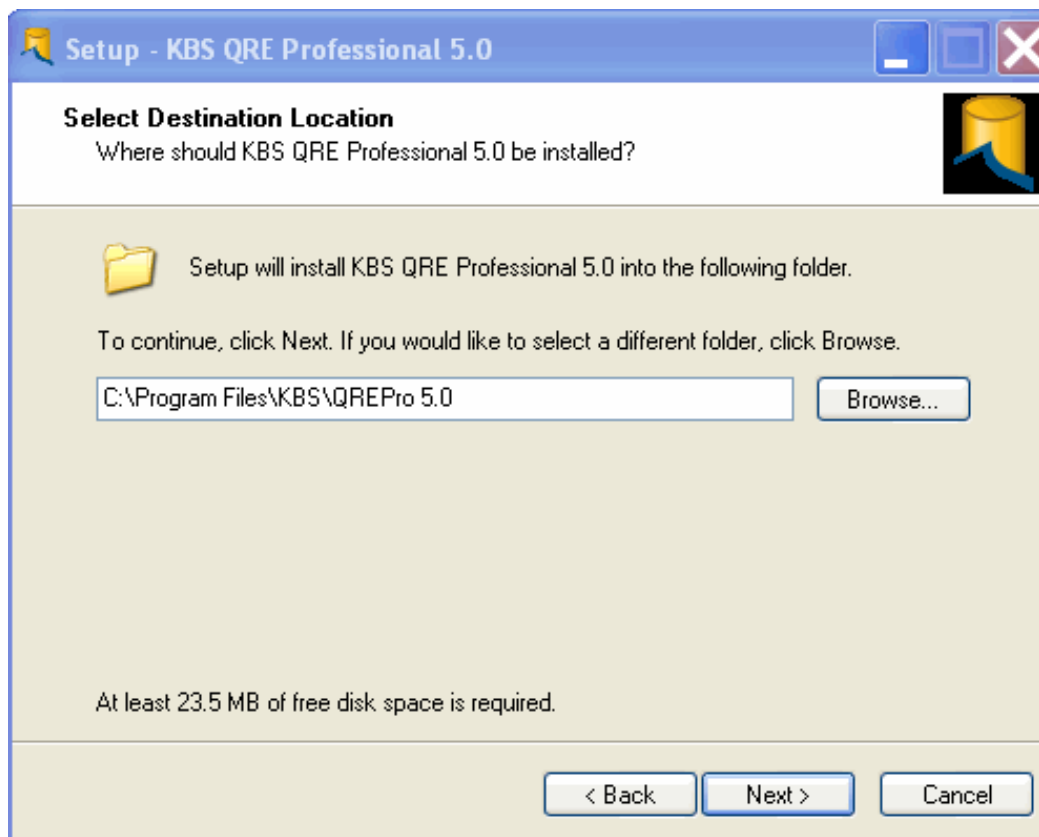 Setup - KBS QRE Professional 5.0
Select Destination Location
Where should KBS QRE Professional 5.0 be installed?
Setup will install KBS QRE Professional 5.0 into the following folder.
To continue, click Next. If you would like to select a different folder, click Browse.
C:\Program Files\KBS\QREPro 5.0
Browse...
At least 23.5 MB of free disk space is required.
< Back
Next >
Cancel